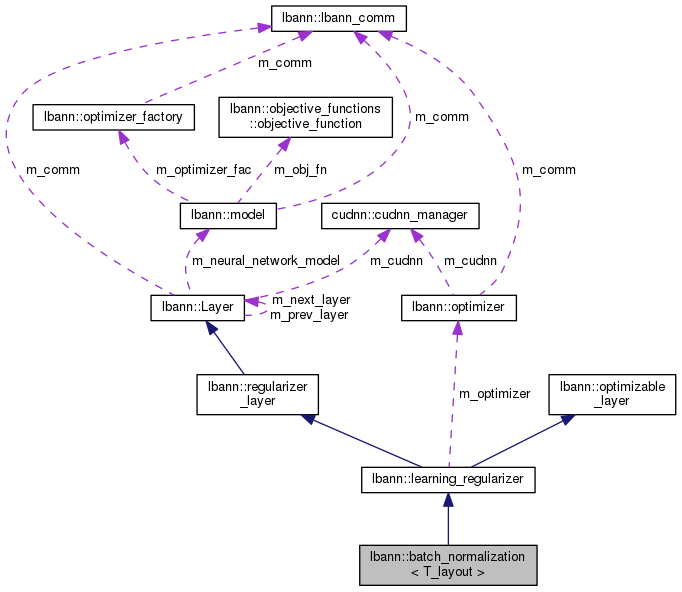 lbann::lbann_comm
m_comm
lbann::optimizer_factory
lbann::objective_functions
::objective_function
m_comm
m_comm
m_optimizer_fac
m_obj_fn
m_comm
lbann::model
cudnn::cudnn_manager
m_neural_network_model
m_cudnn
m_cudnn
lbann::Layer
m_next_layer
m_prev_layer
lbann::optimizer
lbann::regularizer
_layer
m_optimizer
lbann::optimizable
_layer
lbann::learning_regularizer
lbann::batch_normalization
< T_layout >